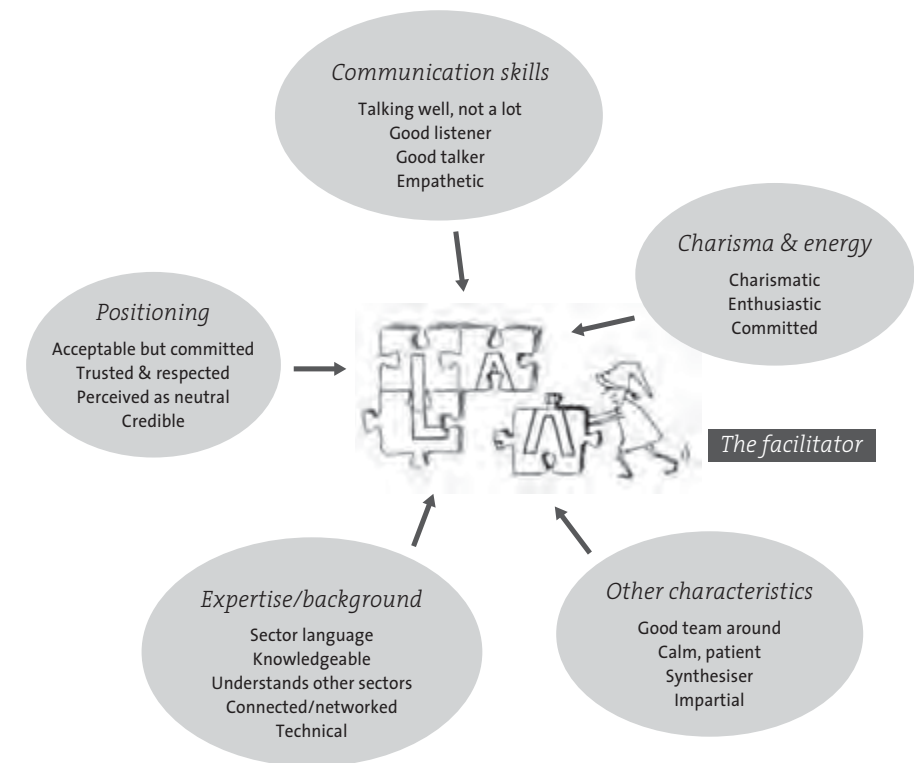 Communication skills
Talking well, not a lot
Good listener
Good talker
Empathetic
Charisma & energy
Charismatic
Enthusiastic
Committed
Positioning
Acceptable but committed
Trusted & respected
Perceived as neutral
Credible
L A
The facilitator
Expertise/background
Sector language
Knowledgeable
Understands other sectors
Connected/networked
Technical
Other characteristics
Good team around
Calm, patient
Synthesiser
Impartial